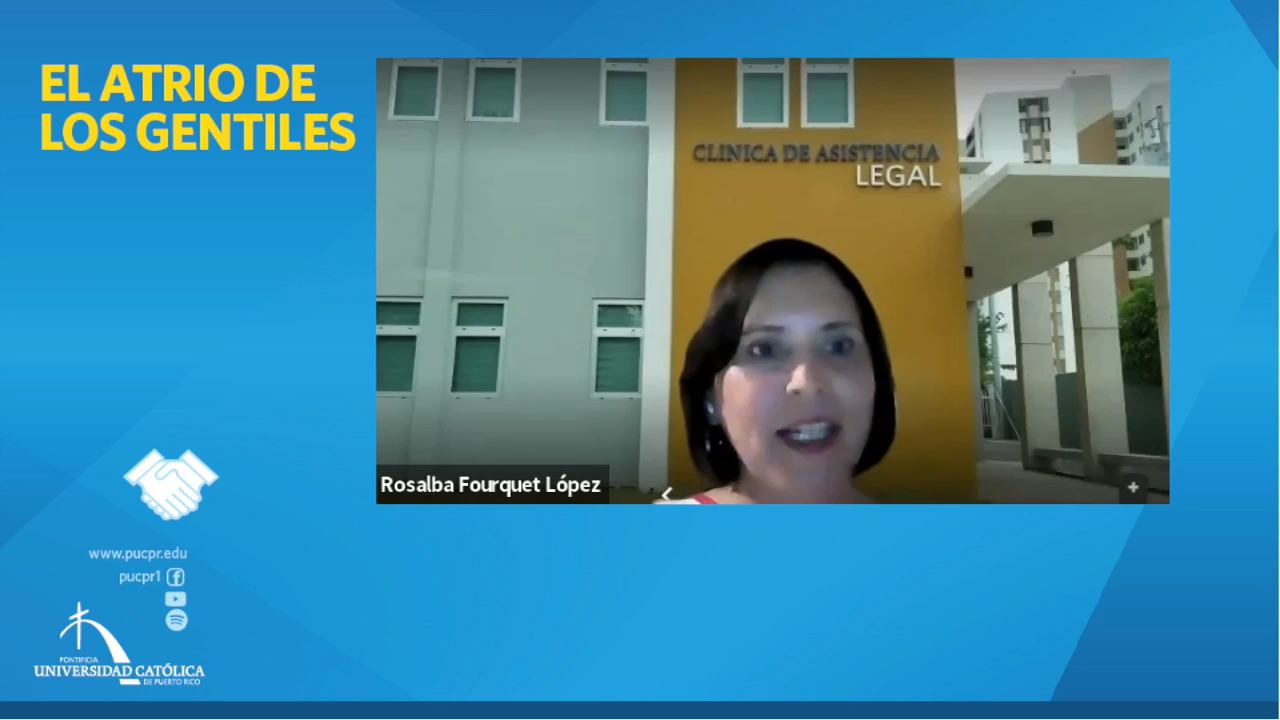 EL ATRIO DE
LOS GENTILES
CLINICA DE ASISTENCIA
LEGAL
Rosalba Fourquet López
www.pucpr.edu
pucpr1
PONTIFICIA
UNIVERSIDAD CATÓLICA
DE PUERTO RICO